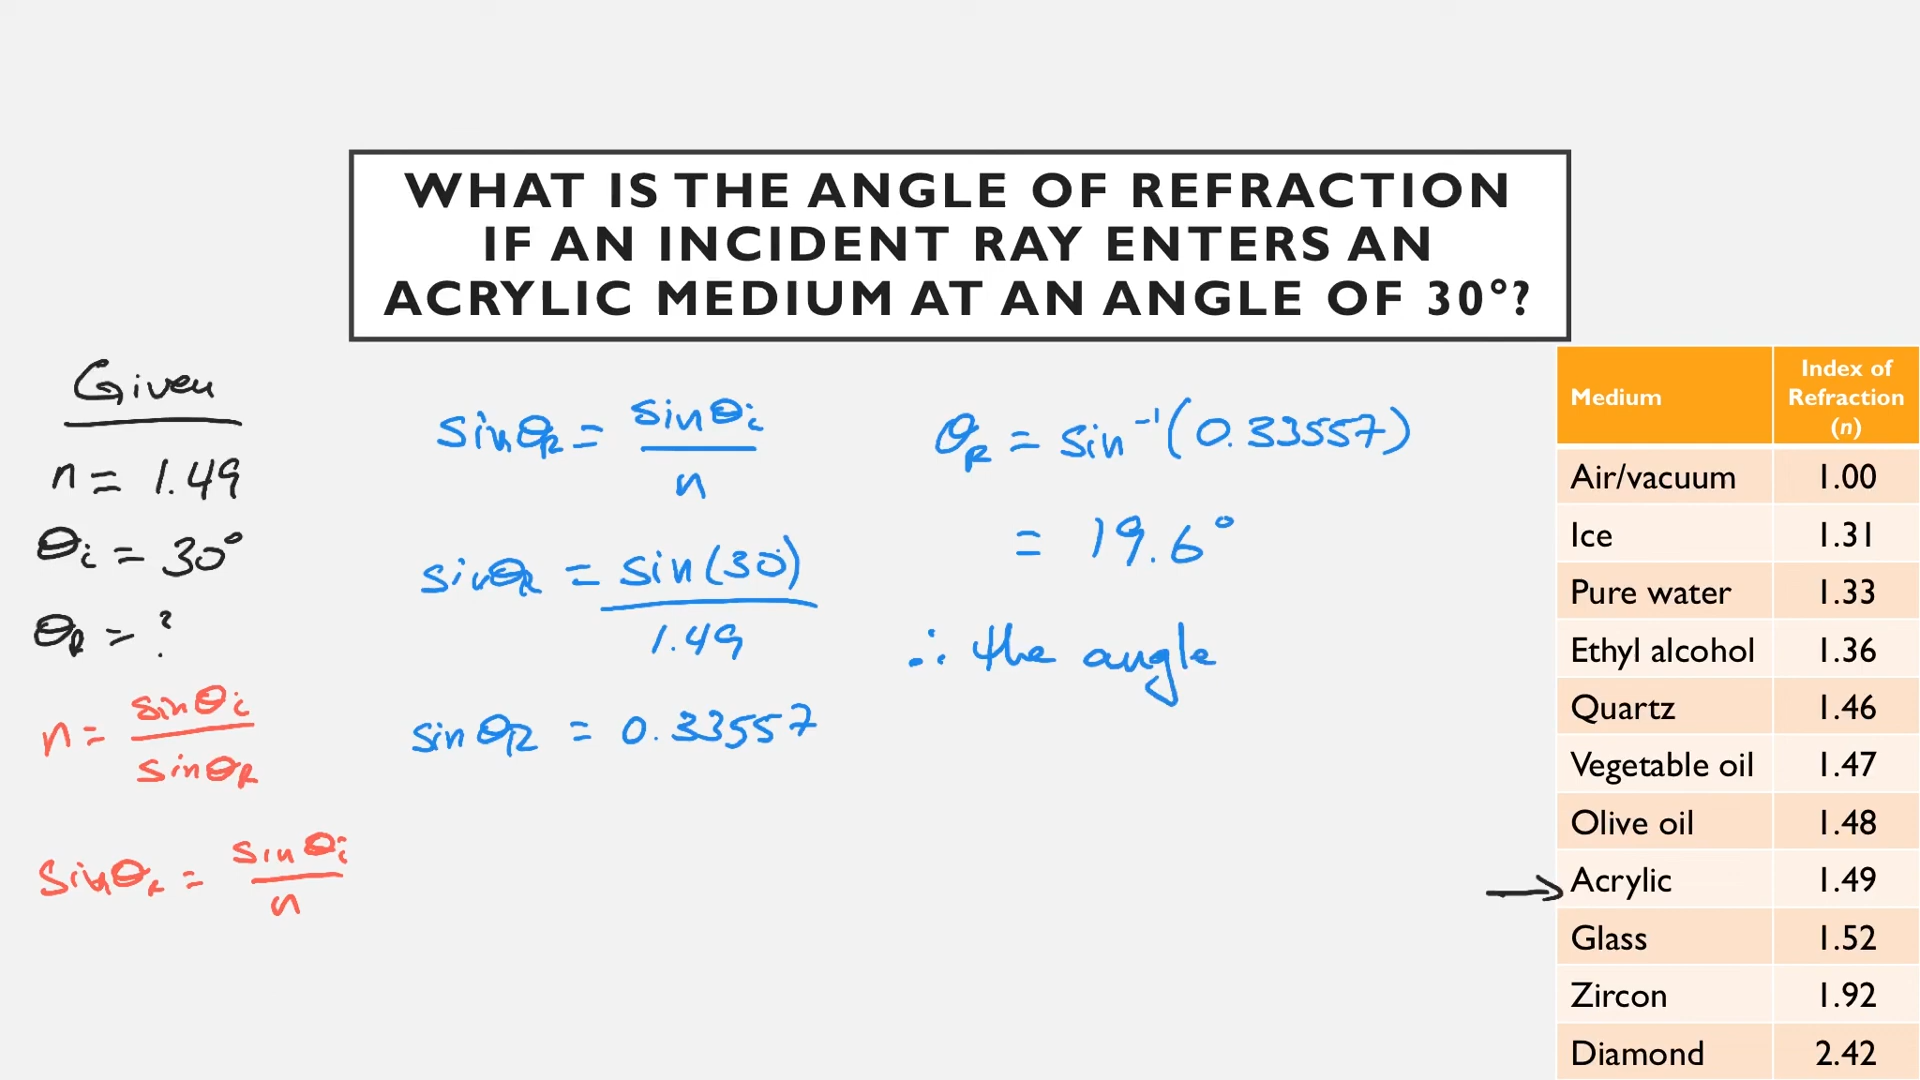 WHAT IS THE ANGLE OF REFRACTION
IF AN INCIDENT RAY ENTERS AN
ACRYLIC MEDIUM AT AN ANGLE OF 30°?
Given
n = 1.49
θi = 30°
θR = ?
n = sinθi / sinθR
sinθR = sinθi / n
sinθR = sinθi / n
sinθR = sin(30) / 1.49
sinθR = 0.33557
θR = sin⁻¹(0.33557)
= 19.6°
∴ the angle
Medium Index of Refraction (n)
Air/vacuum 1.00
Ice 1.31
Pure water 1.33
Ethyl alcohol 1.36
Quartz 1.46
Vegetable oil 1.47
Olive oil 1.48
→ Acrylic 1.49
Glass 1.52
Zircon 1.92
Diamond 2.42